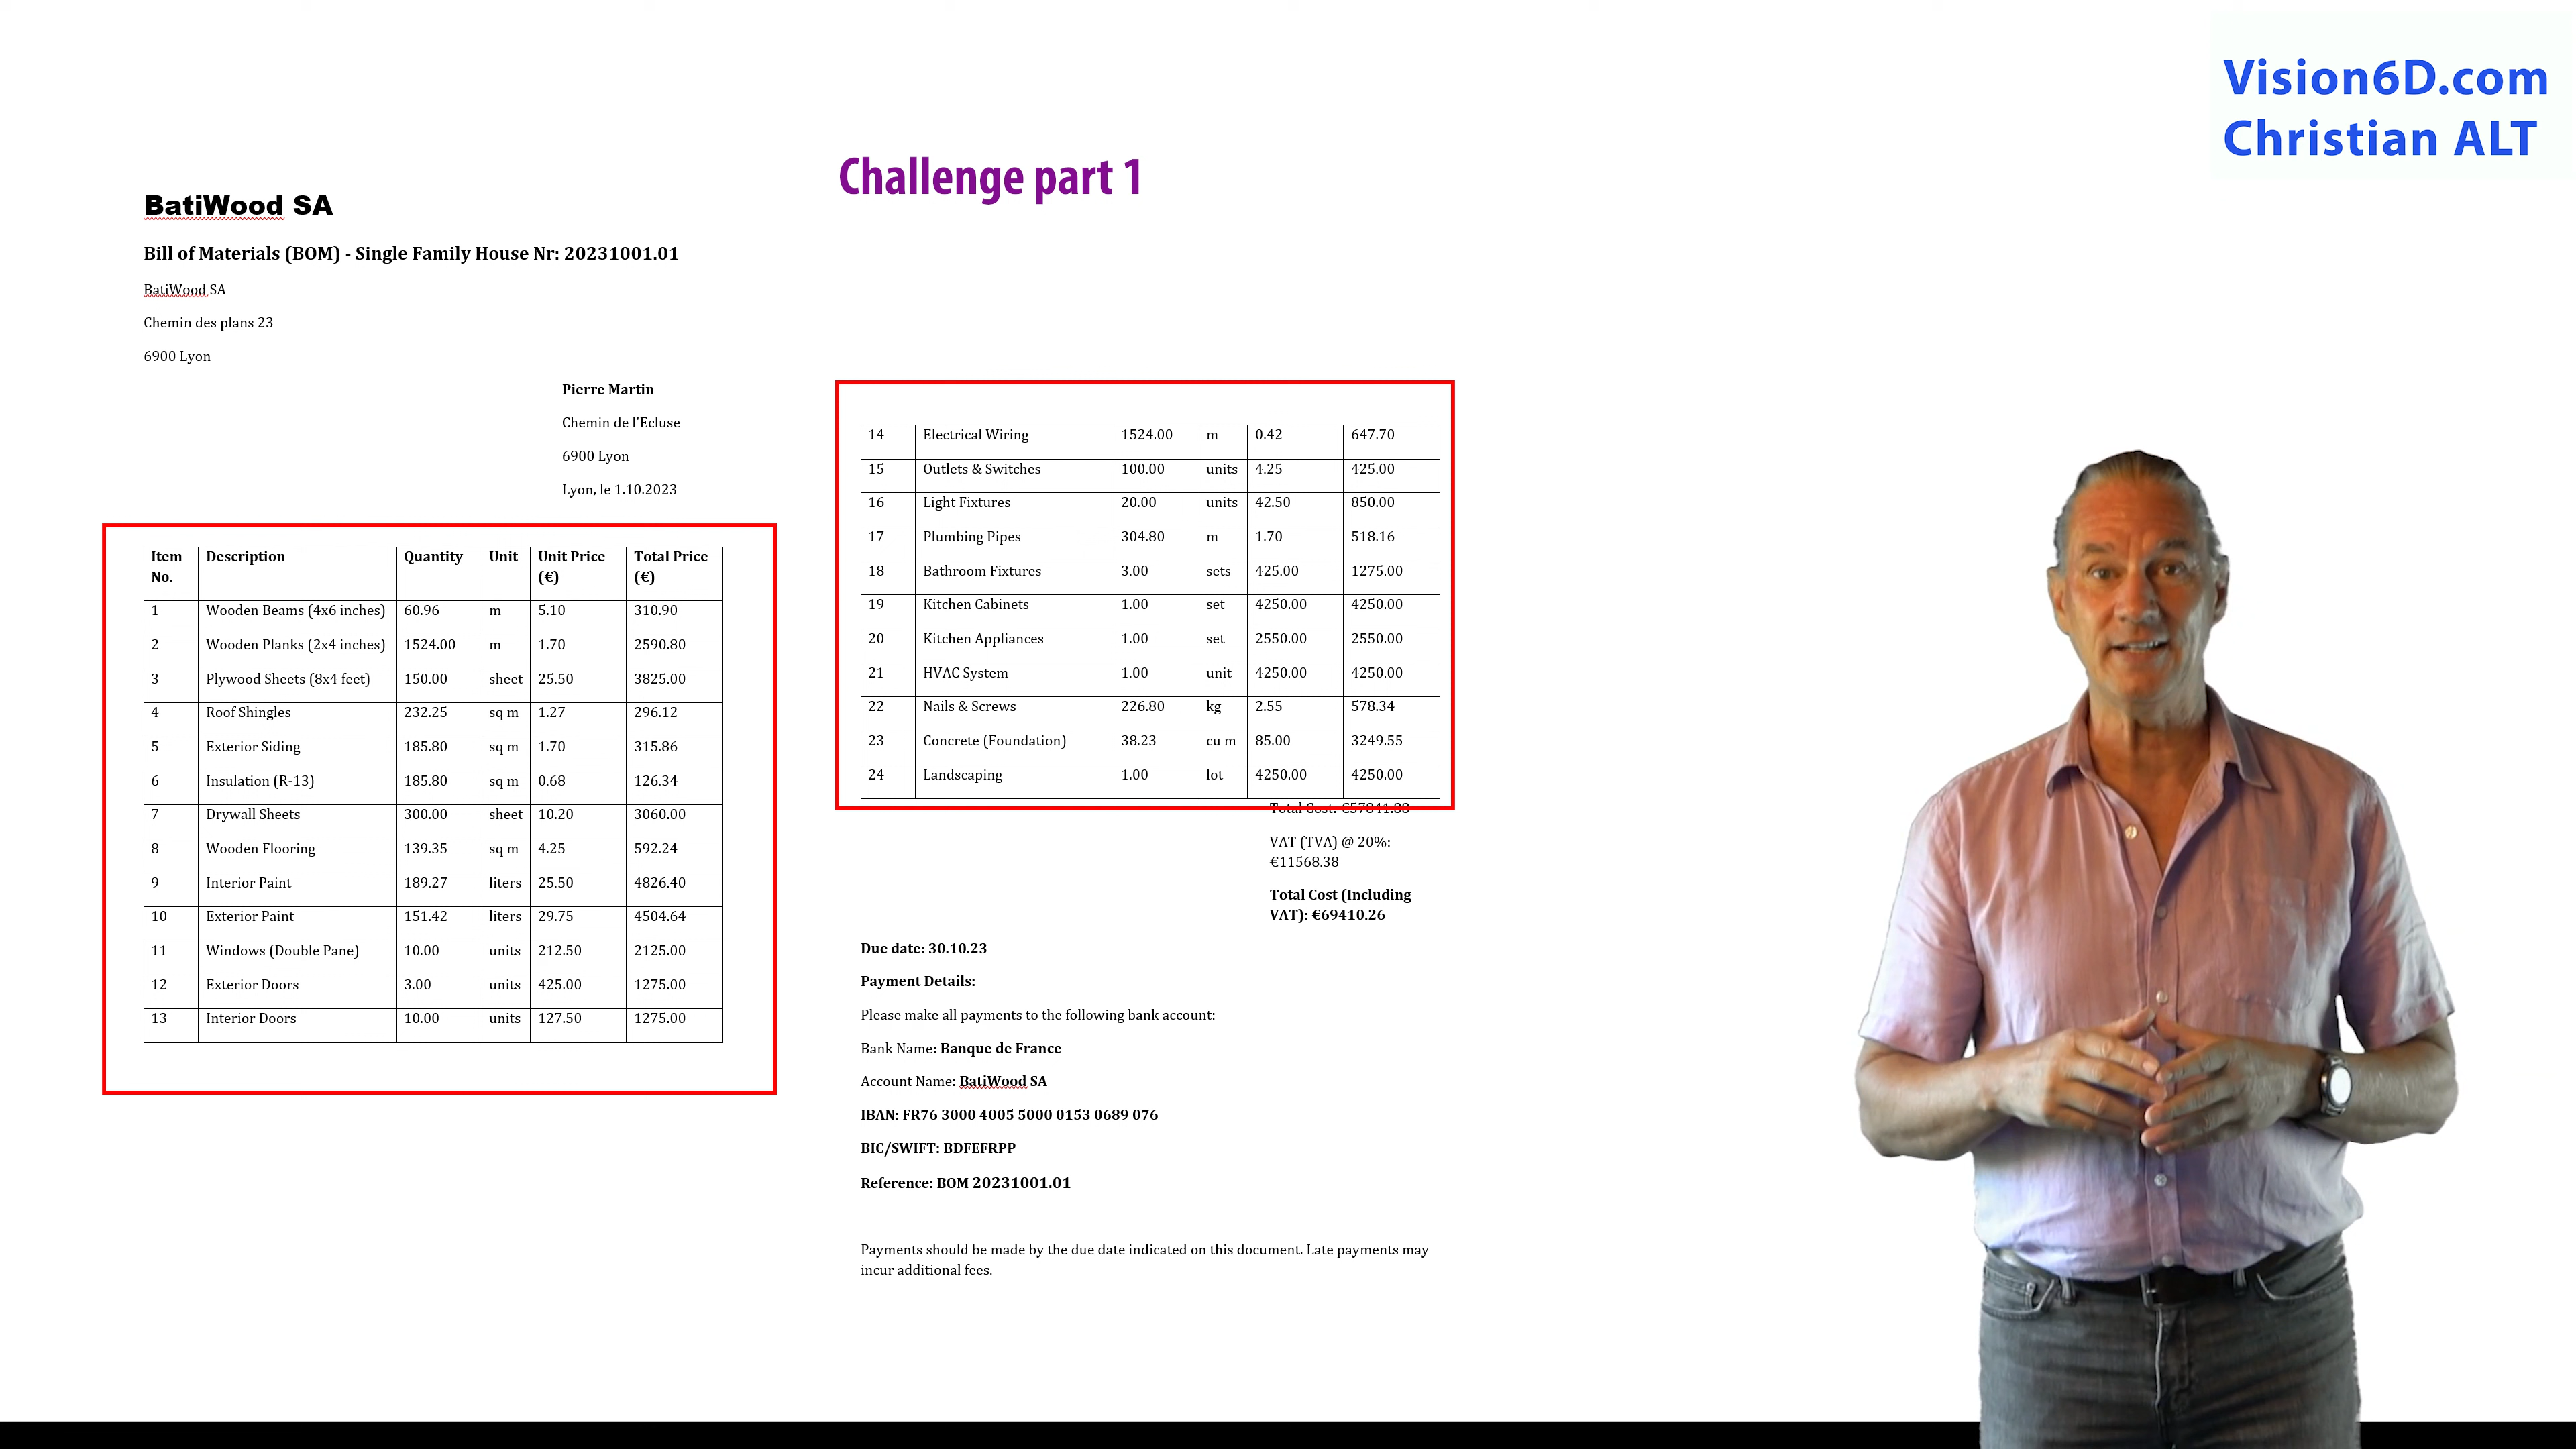 Vision6D.com
Christian ALT
Challenge part 1
BatiWood SA
Bill of Materials (BOM) - Single Family House Nr: 20231001.01
BatiWood SA
Chemin des plans 23
6900 Lyon
Pierre Martin
Chemin de l'Ecluse
6900 Lyon
Lyon, le 1.10.2023
Item No. Description Quantity Unit Unit Price (€) Total Price (€)
1 Wooden Beams (4x6 inches) 60.96 m 5.10 310.90
2 Wooden Planks (2x4 inches) 1524.00 m 1.70 2590.80
3 Plywood Sheets (8x4 feet) 150.00 sheet 25.50 3825.00
4 Roof Shingles 232.25 sq m 1.27 296.12
5 Exterior Siding 185.80 sq m 1.70 315.86
6 Insulation (R-13) 185.80 sq m 0.68 126.34
7 Drywall Sheets 300.00 sheet 10.20 3060.00
8 Wooden Flooring 139.35 sq m 4.25 592.24
9 Interior Paint 189.27 liters 25.50 4826.40
10 Exterior Paint 151.42 liters 29.75 4504.64
11 Windows (Double Pane) 10.00 units 212.50 2125.00
12 Exterior Doors 3.00 units 425.00 1275.00
13 Interior Doors 10.00 units 127.50 1275.00
14 Electrical Wiring 1524.00 m 0.42 647.70
15 Outlets & Switches 100.00 units 4.25 425.00
16 Light Fixtures 20.00 units 42.50 850.00
17 Plumbing Pipes 304.80 m 1.70 518.16
18 Bathroom Fixtures 3.00 sets 425.00 1275.00
19 Kitchen Cabinets 1.00 set 4250.00 4250.00
20 Kitchen Appliances 1.00 set 2550.00 2550.00
21 HVAC System 1.00 unit 4250.00 4250.00
22 Nails & Screws 226.80 kg 2.55 578.34
23 Concrete (Foundation) 38.23 cu m 85.00 3249.55
24 Landscaping 1.00 lot 4250.00 4250.00
Total Cost: €57841.88
VAT (TVA) @ 20%:
€11568.38
Total Cost (Including
VAT): €69410.26
Due date: 30.10.23
Payment Details:
Please make all payments to the following bank account:
Bank Name: Banque de France
Account Name: BatiWood SA
IBAN: FR76 3000 4005 5000 0153 0689 076
BIC/SWIFT: BDFEFRPP
Reference: BOM 20231001.01
Payments should be made by the due date indicated on this document. Late payments may
incur additional fees.